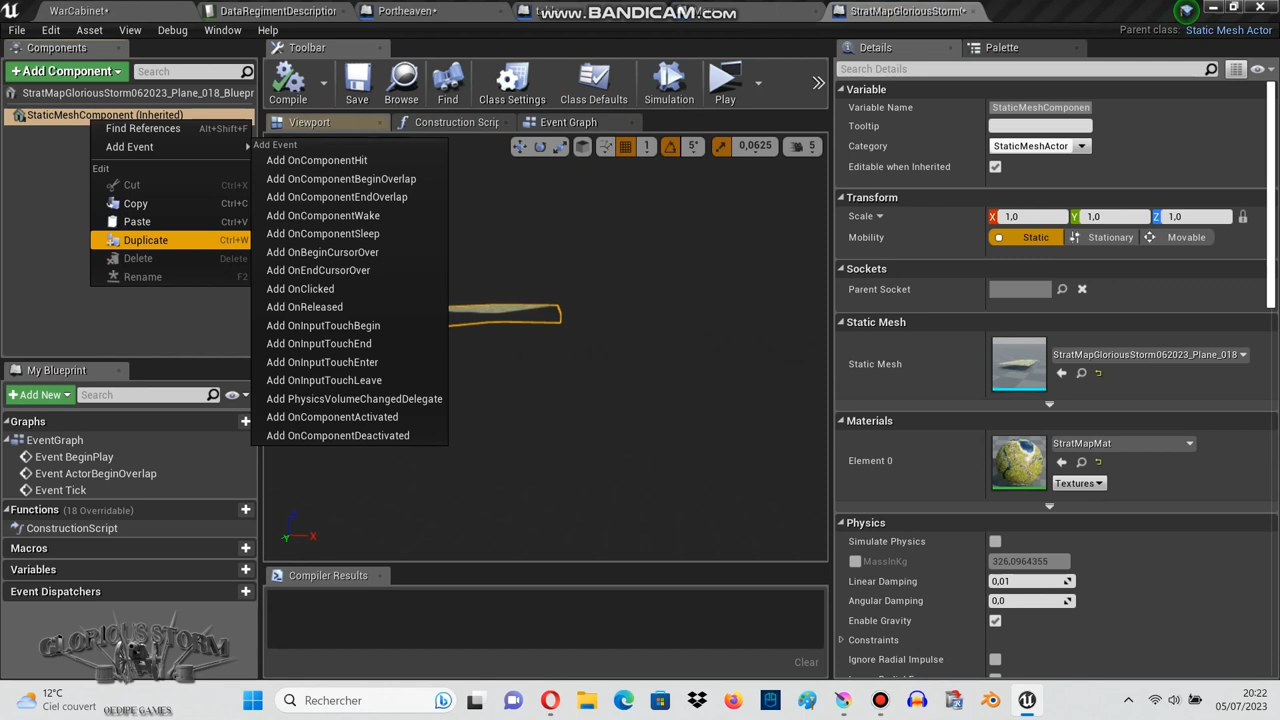 WarCabinet•
DataRegimentDescription
Portheaven•
www.BANDICAM.com
StratMapGloriousStorm(•
File
Edit
Asset
View
Debug
Window
Help
Parent class: Static Mesh Actor
Components
Add Component
Search
StratMapGloriousStorm062023_Plane_018_Bluepr
StaticMeshComponent (Inherited)
Find References Alt+Shift+F
Add Event
Edit
Cut Ctrl+X
Copy Ctrl+C
Paste Ctrl+V
Duplicate Ctrl+W
Delete Delete
Rename F2
Add Event
Add OnComponentHit
Add OnComponentBeginOverlap
Add OnComponentEndOverlap
Add OnComponentWake
Add OnComponentSleep
Add OnBeginCursorOver
Add OnEndCursorOver
Add OnClicked
Add OnReleased
Add OnInputTouchBegin
Add OnInputTouchEnd
Add OnInputTouchEnter
Add OnInputTouchLeave
Add PhysicsVolumeChangedDelegate
Add OnComponentActivated
Add OnComponentDeactivated
My Blueprint
Add New
Search
Graphs
EventGraph
Event BeginPlay
Event ActorBeginOverlap
Event Tick
Functions (18 Overridable)
ConstructionScript
Macros
Variables
Event Dispatchers
GLORIOUS STORM
OEDIPE GAMES
Toolbar
Compile
Save
Browse
Find
Class Settings
Class Defaults
Simulation
Play
Viewport
Construction Scrip
Event Graph
1
5°
0,0625
5
X
Y
Compiler Results
Clear
Details
Palette
Search Details
Variable
Variable Name StaticMeshComponen
Tooltip
Category StaticMeshActor
Editable when Inherited
Transform
Scale X 1,0 Y 1,0 Z 1,0
Mobility Static Stationary Movable
Sockets
Parent Socket
Static Mesh
Static Mesh StratMapGloriousStorm062023_Plane_018
Materials
Element 0 StratMapMat
Textures
Physics
Simulate Physics
MassInKg 326,0964355
Linear Damping 0,01
Angular Damping 0,0
Enable Gravity
Constraints
Ignore Radial Impulse
12°C
Ciel couvert
Rechercher
20:22
05/07/2023